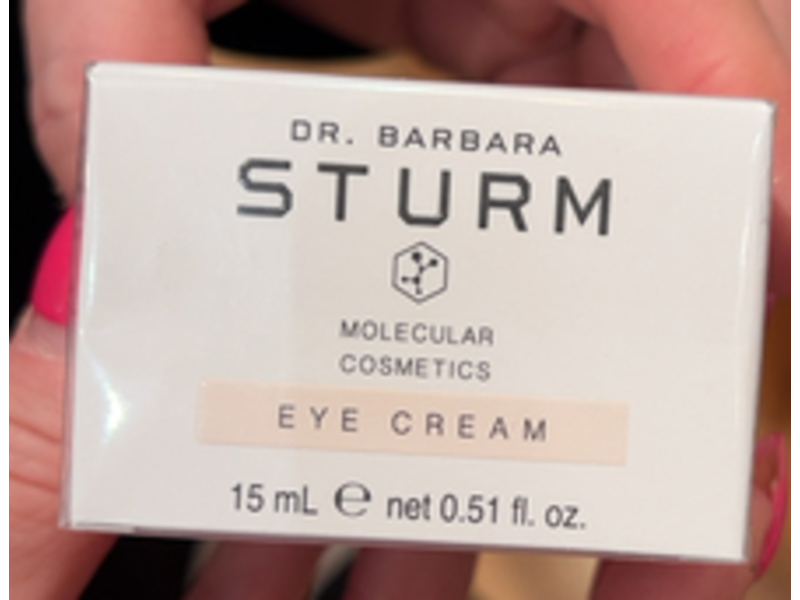 DR. BARBARA
STURM
MOLECULAR
COSMETICS
EYE CREAM
15 mL ℮ net 0.51 fl. oz.